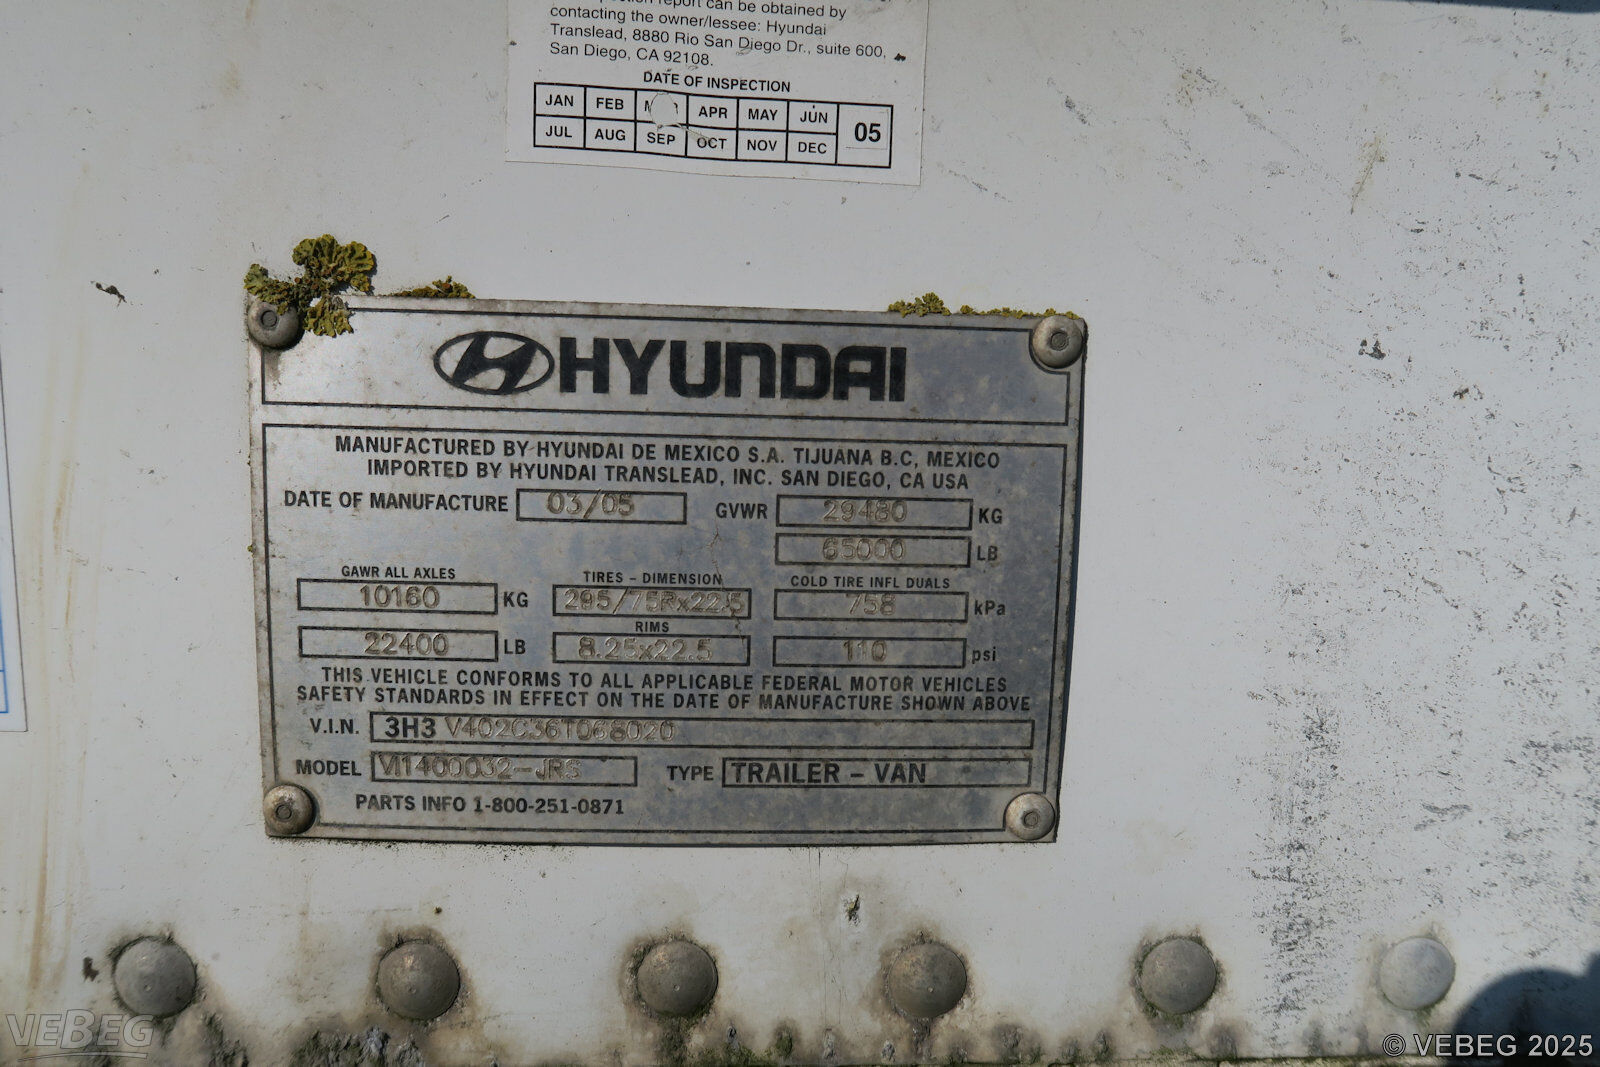 report can be obtained by
contacting the owner/lessee: Hyundai
Translead, 8880 Rio San Diego Dr., suite 600,
San Diego, CA 92108.
DATE OF INSPECTION
JAN FEB APR MAY JUN 05
JUL AUG SEP OCT NOV DEC
HYUNDAI
MANUFACTURED BY HYUNDAI DE MEXICO S.A. TIJUANA B.C, MEXICO
IMPORTED BY HYUNDAI TRANSLEAD, INC. SAN DIEGO, CA USA
DATE OF MANUFACTURE 03/05 GVWR 29480 KG
65000 LB
GAWR ALL AXLES TIRES - DIMENSION COLD TIRE INFL DUALS
10160 KG 295/75Rx22.5 758 kPa
RIMS
22400 LB 8.25x22.5 110 psi
THIS VEHICLE CONFORMS TO ALL APPLICABLE FEDERAL MOTOR VEHICLES
SAFETY STANDARDS IN EFFECT ON THE DATE OF MANUFACTURE SHOWN ABOVE
V.I.N. 3H3 V402C36T068020
MODEL VI1400032-JRS TYPE TRAILER - VAN
PARTS INFO 1-800-251-0871
VEBEG
© VEBEG 2025